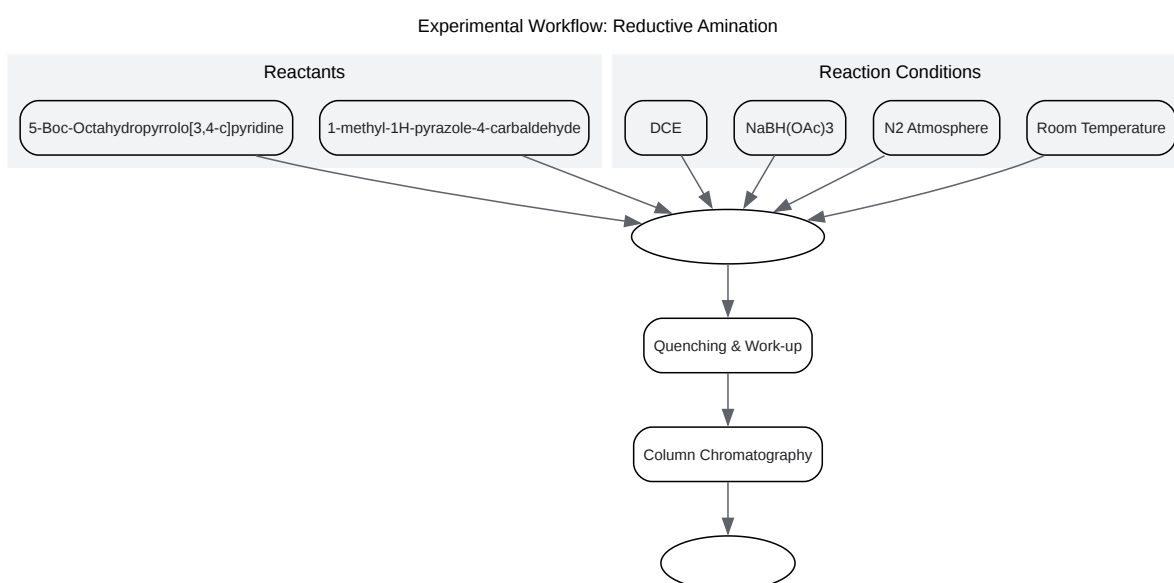 Experimental Workflow: Reductive Amination
Reactants
Reaction Conditions
5-Boc-Octahydropyrrolo[3,4-c]pyridine
1-methyl-1H-pyrazole-4-carbaldehyde
DCE
NaBH(OAc)3
N2 Atmosphere
Room Temperature
Quenching & Work-up
Column Chromatography